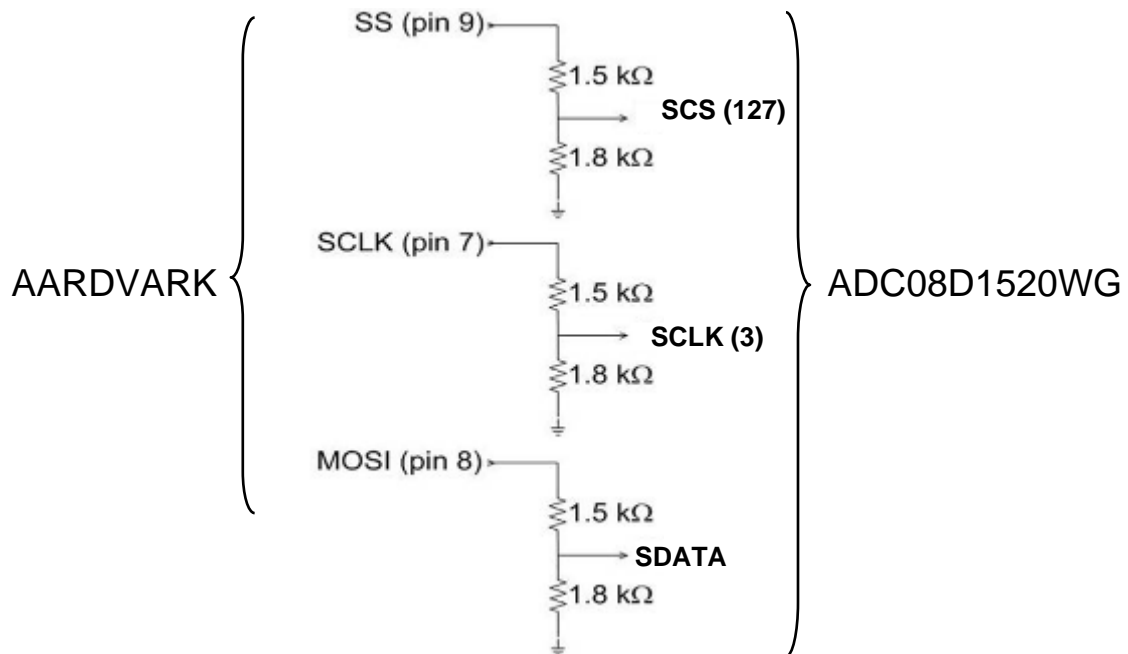 SS (pin 9)
1.5 kΩ
SCS (127)
1.8 kΩ
SCLK (pin 7)
AARDVARK
1.5 kΩ
ADC08D1520WG
SCLK (3)
1.8 kΩ
MOSI (pin 8)
1.5 kΩ
SDATA
1.8 kΩ